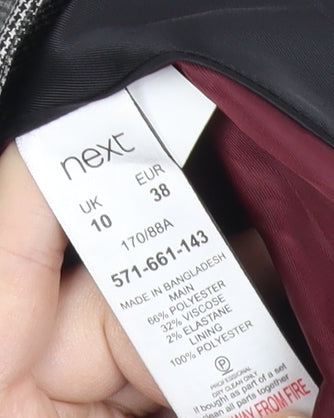 next
UK EUR
10 38
170/88A
571-661-143
MADE IN BANGLADESH
MAIN
66% POLYESTER
32% VISCOSE
2% ELASTANE
LINING
100% POLYESTER
P
PROFESSIONAL
DRY CLEAN ONLY
If bought as part of a set
clean all parts together
AWAY FROM FIRE